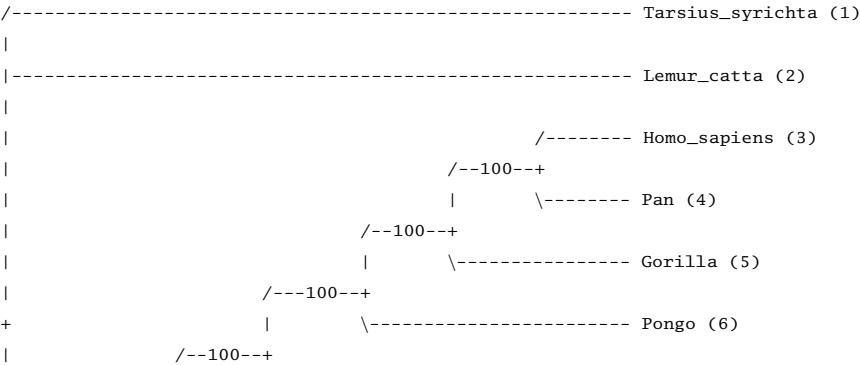 /---------------------------------------------------------- Tarsius_syrichta (1)
|
|---------------------------------------------------------- Lemur_catta (2)
|
|                                                 /-------- Homo_sapiens (3)
|                                         /--100--+
|                                         |       \-------- Pan (4)
|                                 /--100--+
|                                 |       \---------------- Gorilla (5)
|                        /---100--+
+                        |        \------------------------ Pongo (6)
|                /--100--+